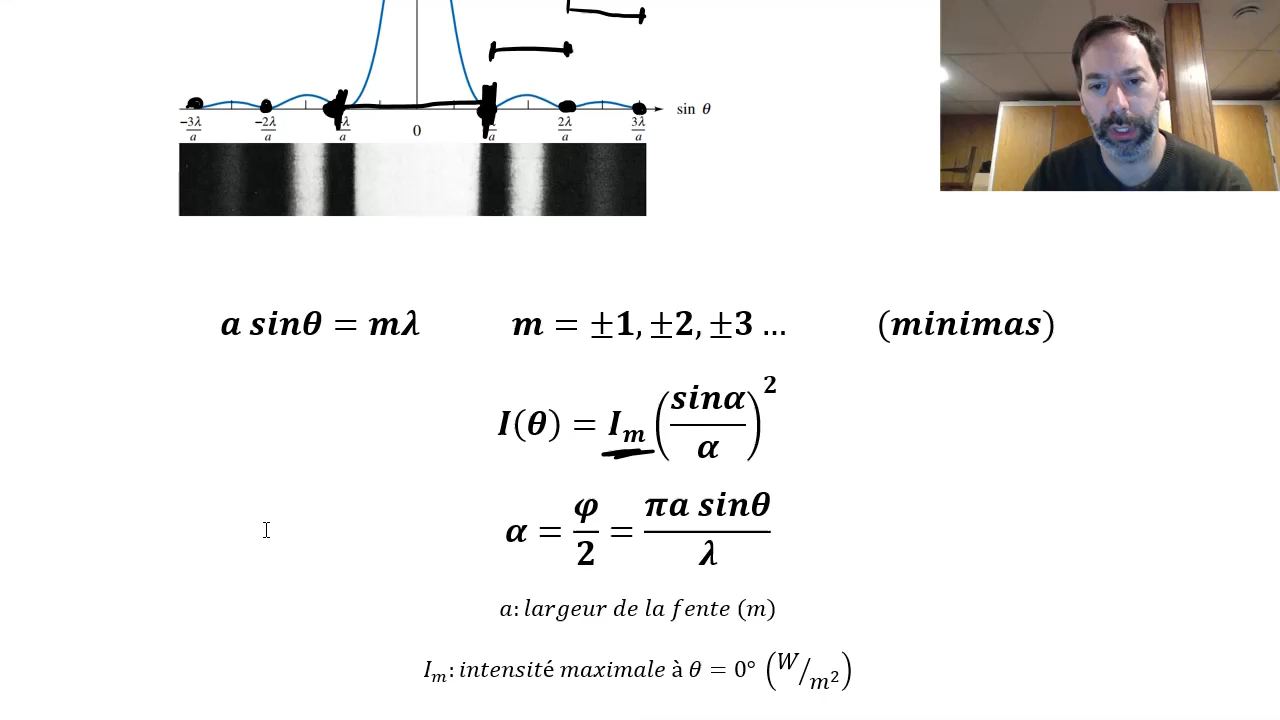 sin θ
−3λ/a −2λ/a −λ/a 0 λ/a 2λ/a 3λ/a
a sinθ = mλ m = ±1, ±2, ±3 … (minimas)
I(θ) = I_m (sinα/α)²
α = φ/2 = πa sinθ/λ
a: largeur de la fente (m)
I_m: intensité maximale à θ = 0° (W/m²)